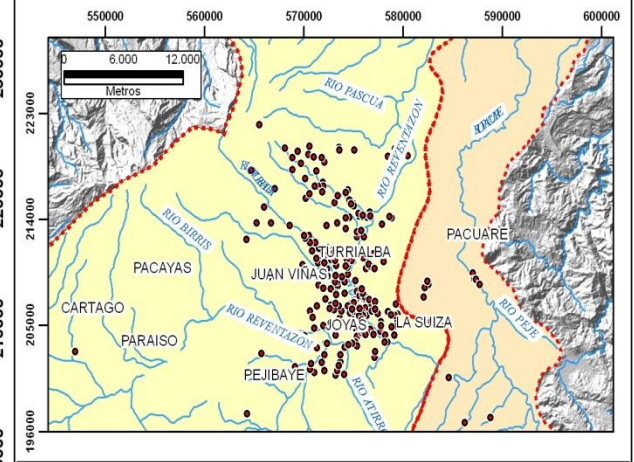 550000 560000 570000 580000 590000 600000
0 6.000 12.000
Metros
223000
214000
205000
196000
RIO PASCUA
RIO REVENTAZON
RIO BIRRIS
TURRIALBA
PACUARE
PACAYAS
JUAN VIÑAS
CARTAGO
RIO REVENTAZON
JOYAS
LA SUIZA
RIO PEJE
PARAISO
PEJIBAYE
RIO ATIRRO